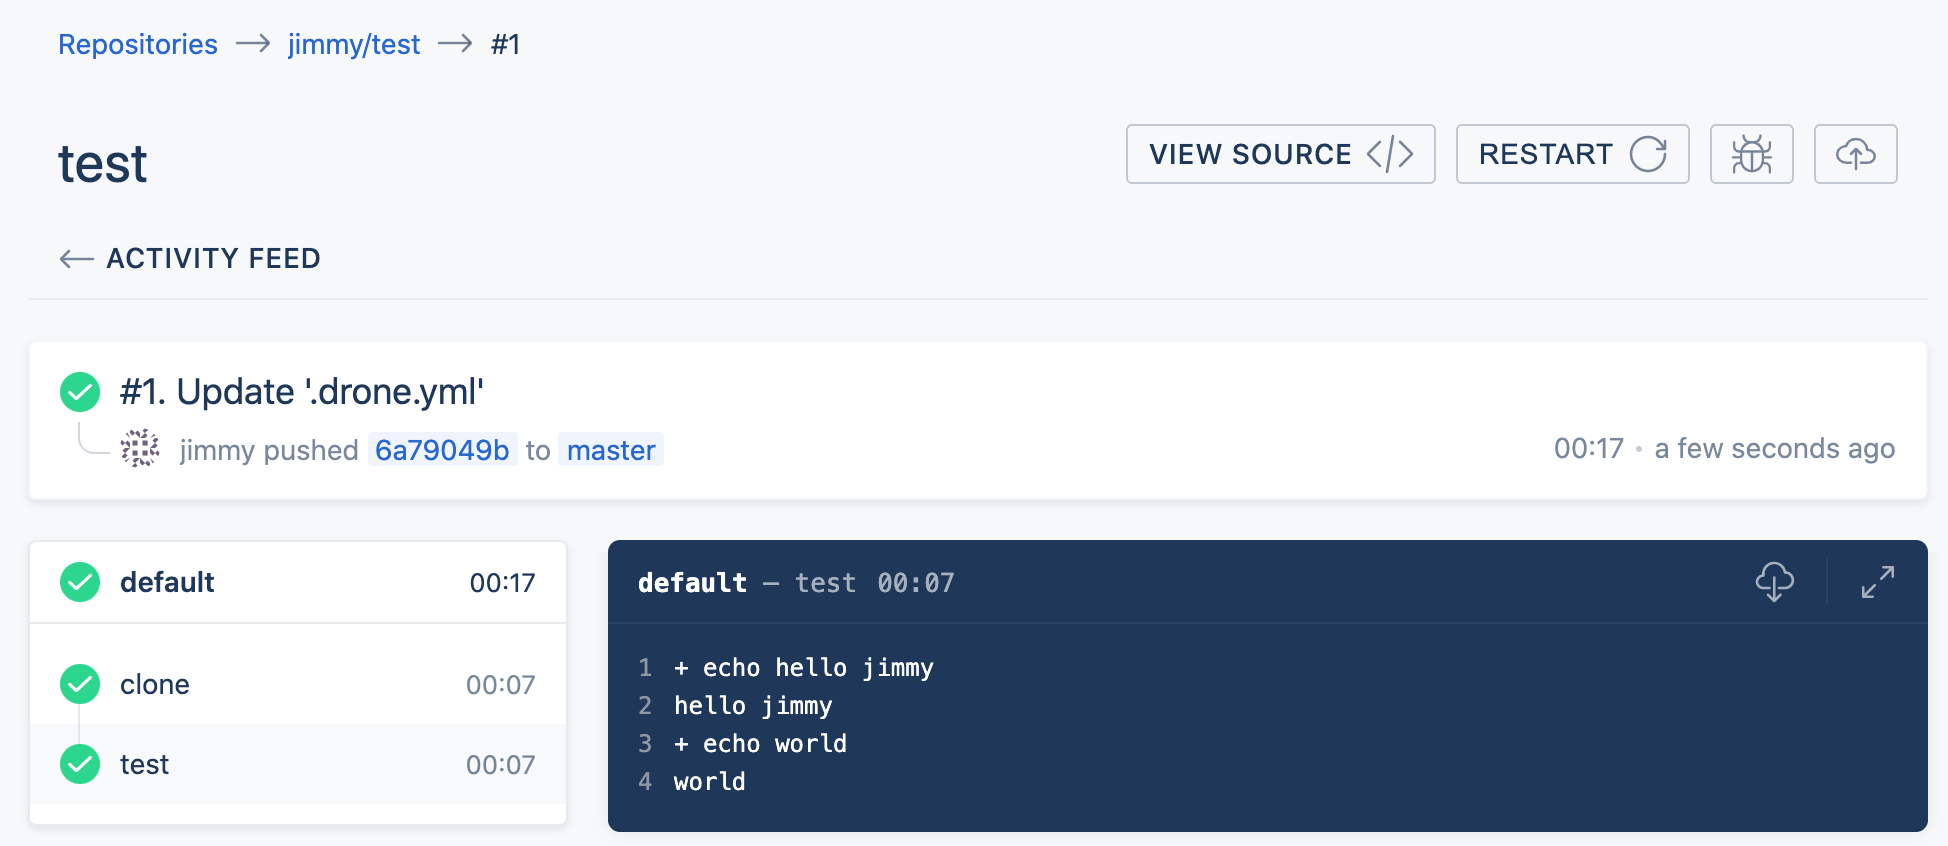 Repositories → jimmy/test → #1
test
VIEW SOURCE </>
RESTART
← ACTIVITY FEED
#1. Update '.drone.yml'
jimmy pushed 6a79049b to master
00:17 • a few seconds ago
default 00:17
clone 00:07
test 00:07
default — test 00:07
1 + echo hello jimmy
2 hello jimmy
3 + echo world
4 world